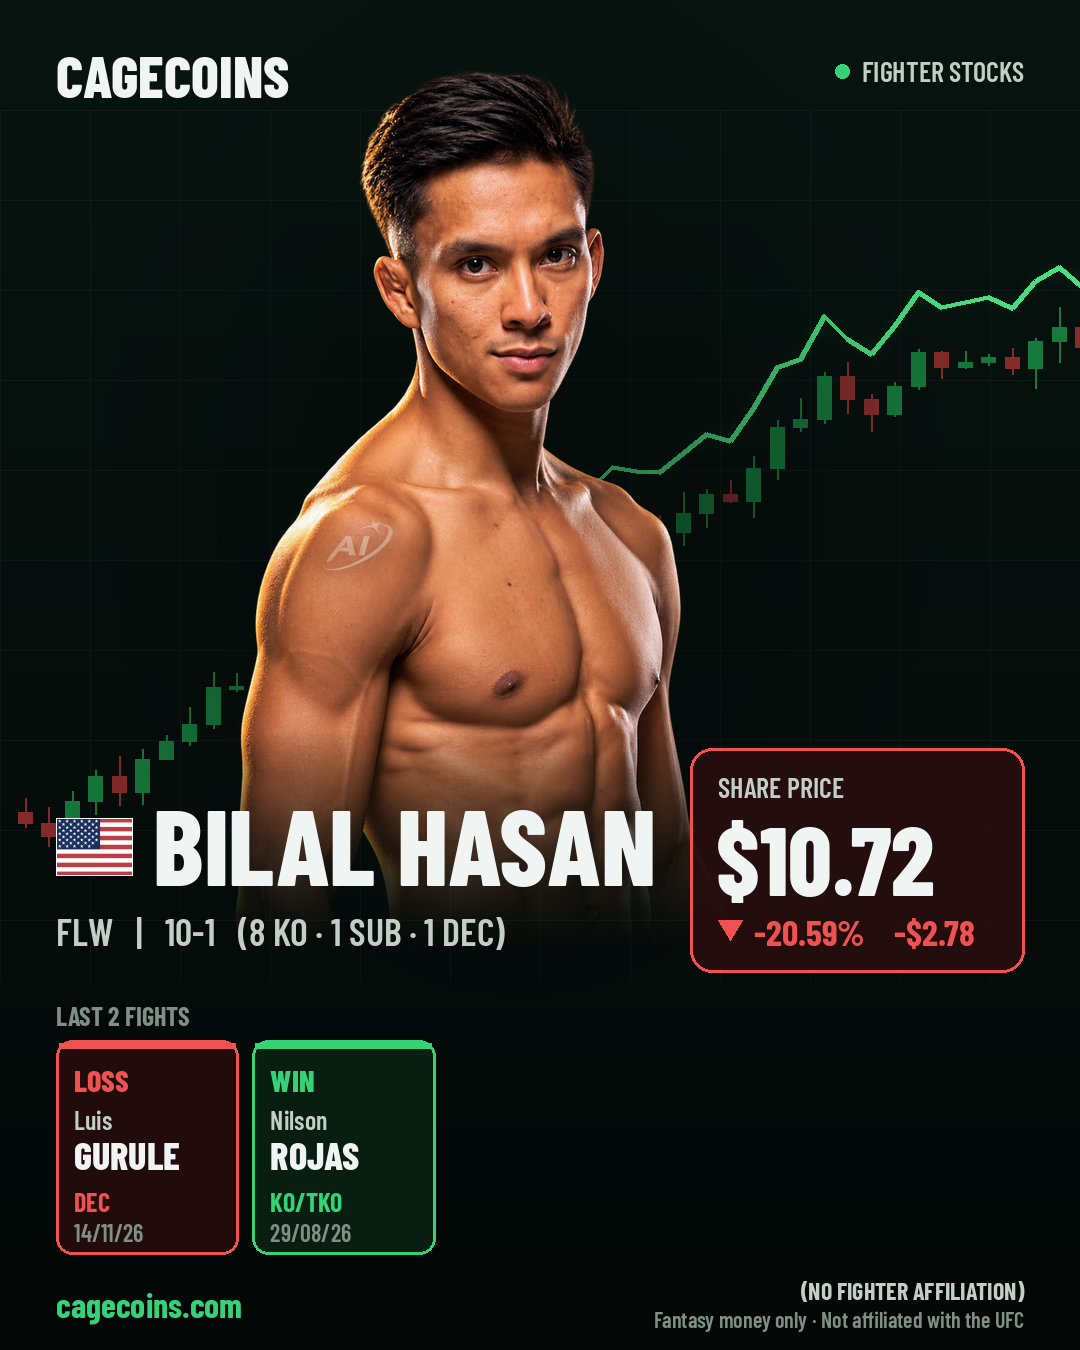 CAGECOINS
FIGHTER STOCKS
AI
SHARE PRICE
$10.72
-20.59% -$2.78
BILAL HASAN
FLW | 10-1 (8 KO · 1 SUB · 1 DEC)
LAST 2 FIGHTS
LOSS
Luis
GURULE
DEC
14/11/26
WIN
Nilson
ROJAS
KO/TKO
29/08/26
cagecoins.com
(NO FIGHTER AFFILIATION)
Fantasy money only · Not affiliated with the UFC